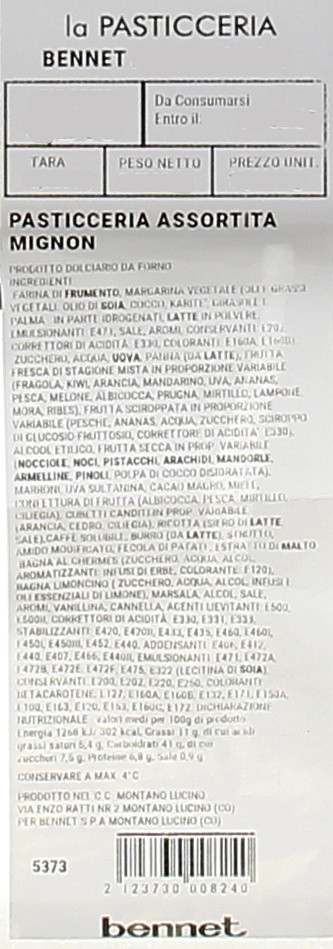 la PASTICCERIA
BENNET
Da Consumarsi
Entro il:
TARA
PESO NETTO
PREZZO UNIT.
PASTICCERIA ASSORTITA
MIGNON
PRODOTTO DOLCIARIO DA FORNO
INGREDIENTI
FARINA DI FRUMENTO, MARGARINA VEGETALE (OLI E GRASSI
VEGETALI, OLIO DI SOIA, COCCO, KARITE', GIRASOLE E
PALMA IN PARTE IDROGENATI, LATTE IN POLVERE,
EMULSIONANTI: E471, SALE, AROMI, CONSERVANTI: E202,
CORRETTORI DI ACIDITÀ: E330, COLORANTI: E160A, E160B),
ZUCCHERO, ACQUA, UOVA, PANNA (DA LATTE), FRUTTA
FRESCA DI STAGIONE MISTA IN PROPORZIONE VARIABILE
(FRAGOLA, KIWI, ARANCIA, MANDARINO, UVA, ANANAS,
PESCA, MELONE, ALBICOCCA, PRUGNA, MIRTILLO, LAMPONE,
MORA, RIBES), FRUTTA SCIROPPATA IN PROPORZIONE
VARIABILE (PESCHE, ANANAS, ACQUA, ZUCCHERO, SCIROPPO
DI GLUCOSIO-FRUTTOSIO, CORRETTORE DI ACIDITA' E330),
ALCOOL ETILICO, FRUTTA SECCA IN PROP. VARIABILE
(NOCCIOLE, NOCI, PISTACCHI, ARACHIDI, MANDORLE,
ARMELLINE, PINOLI, POLPA DI COCCO DISIDRATATA),
MARRONI, UVA SULTANINA, CACAO MAGRO, MIELE,
CONFETTURA DI FRUTTA (ALBICOCCA, PESCA, MIRTILLO,
CILIEGIA), CUBETTI CANDITI IN PROP. VARIABILE
(ARANCIA, CEDRO, CILIEGIA), RICOTTA (SIERO DI LATTE,
SALE), CAFFE' SOLUBILE, BURRO (DA LATTE), STRUTTO,
AMIDO MODIFICATO, FECOLA DI PATATE, ESTRATTO DI MALTO
BAGNA ALCHERMES (ZUCCHERO, ACQUA, ALCOL,
AROMATIZZANTI: INFUSI DI ERBE, COLORANTE: E120),
BAGNA LIMONCINO (ZUCCHERO, ACQUA, ALCOL, INFUSI E
OLI ESSENZIALI DI LIMONE), MARSALA, ALCOL, SALE,
AROMI, VANILLINA, CANNELLA, AGENTI LIEVITANTI: E500,
E500II, CORRETTORI DI ACIDITÀ: E330, E331, E333,
STABILIZZANTI: E420, E420II, E433, E435, E460, E460I,
E450I, E450III, E452, E440, ADDENSANTI: E406, E412,
E440, E407, E466, E440II, EMULSIONANTI: E471, E472A,
E472B, E472E, E472F, E475, E322 (LECITINA DI SOIA)
CONSERVANTI: E200, E202, E220, E250, COLORANTI:
BETACAROTENE, E127, E160A, E160B, E132, E171, E150A,
E100, E163, E120, E153, E160C, E172 DICHIARAZIONE
NUTRIZIONALE valori medi per 100g di prodotto
Energia 1268 kJ/ 302 kcal, Grassi 11 g, di cui acidi
grassi saturi 5,4 g, Carboidrati 41 g, di cui
zuccheri 7,5 g, Proteine 6,8 g, Sale 0,9 g
CONSERVARE A MAX. 4°C
PRODOTTO NEL C.C. MONTANO LUCINO
VIA ENZO RATTI NR 2 MONTANO LUCINO (CO)
PER BENNET S P A MONTANO LUCINO (CO)
5373
2 123730 008240
bennet